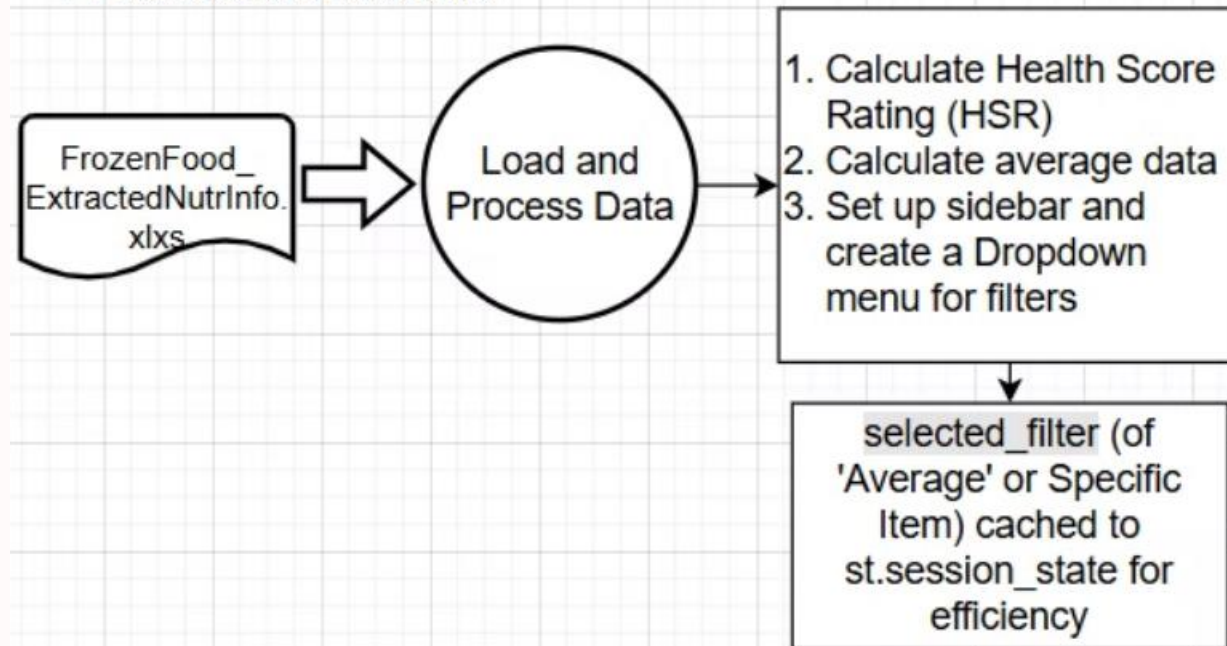 FrozenFood_
ExtractedNutrInfo.
xlxs
Load and
Process Data
1. Calculate Health Score
Rating (HSR)
2. Calculate average data
3. Set up sidebar and
create a Dropdown
menu for filters
selected_filter (of
'Average' or Specific
Item) cached to
st.session_state for
efficiency